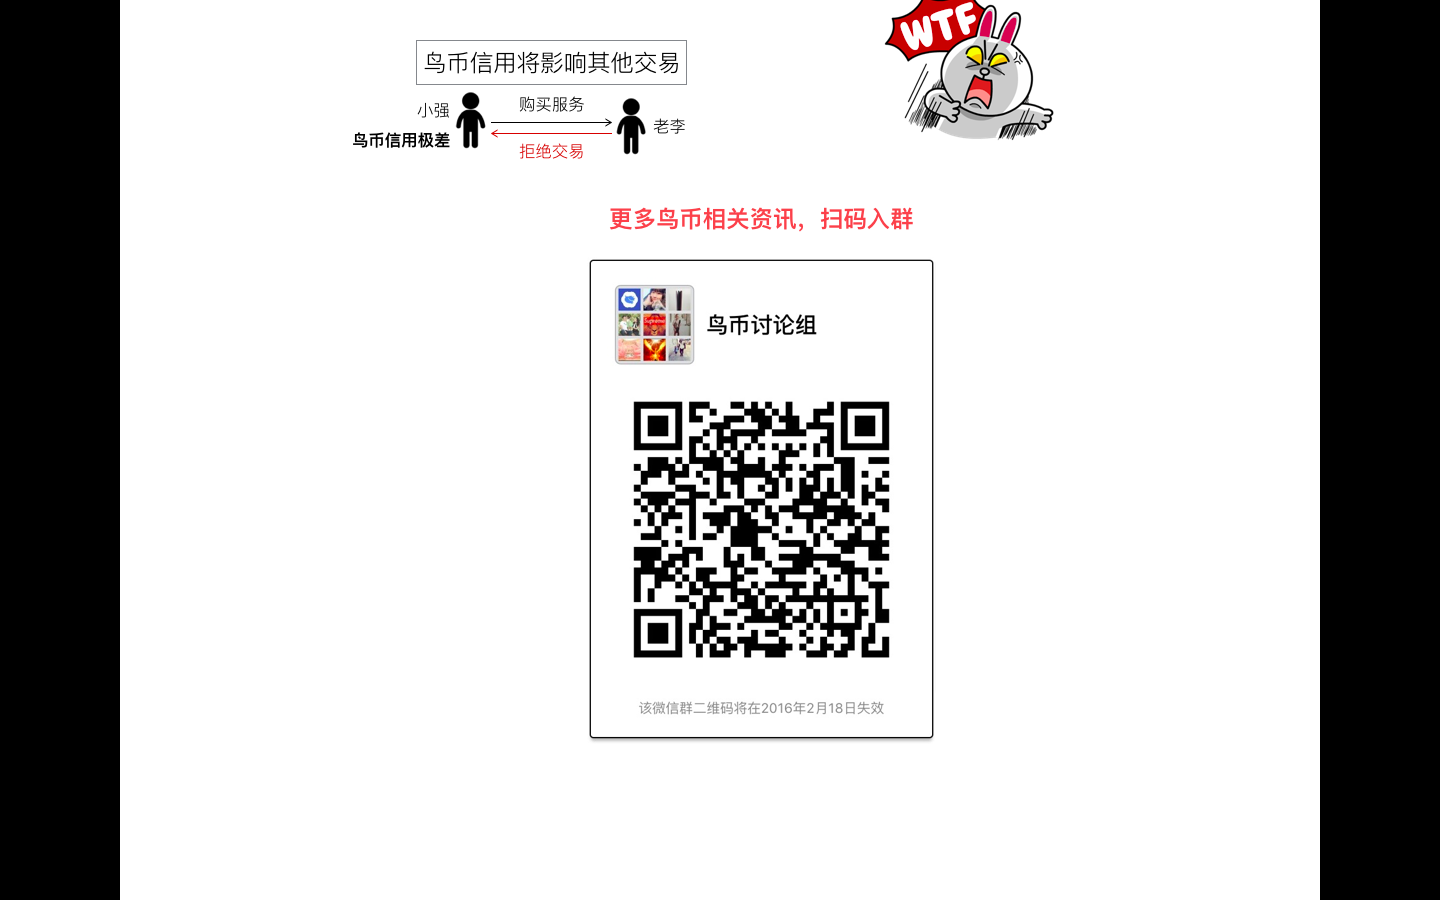 WTF
鸟币信用将影响其他交易
小强
鸟币信用极差
购买服务
拒绝交易
老李
更多鸟币相关资讯，扫码入群
鸟币讨论组
该微信群二维码将在2016年2月18日失效